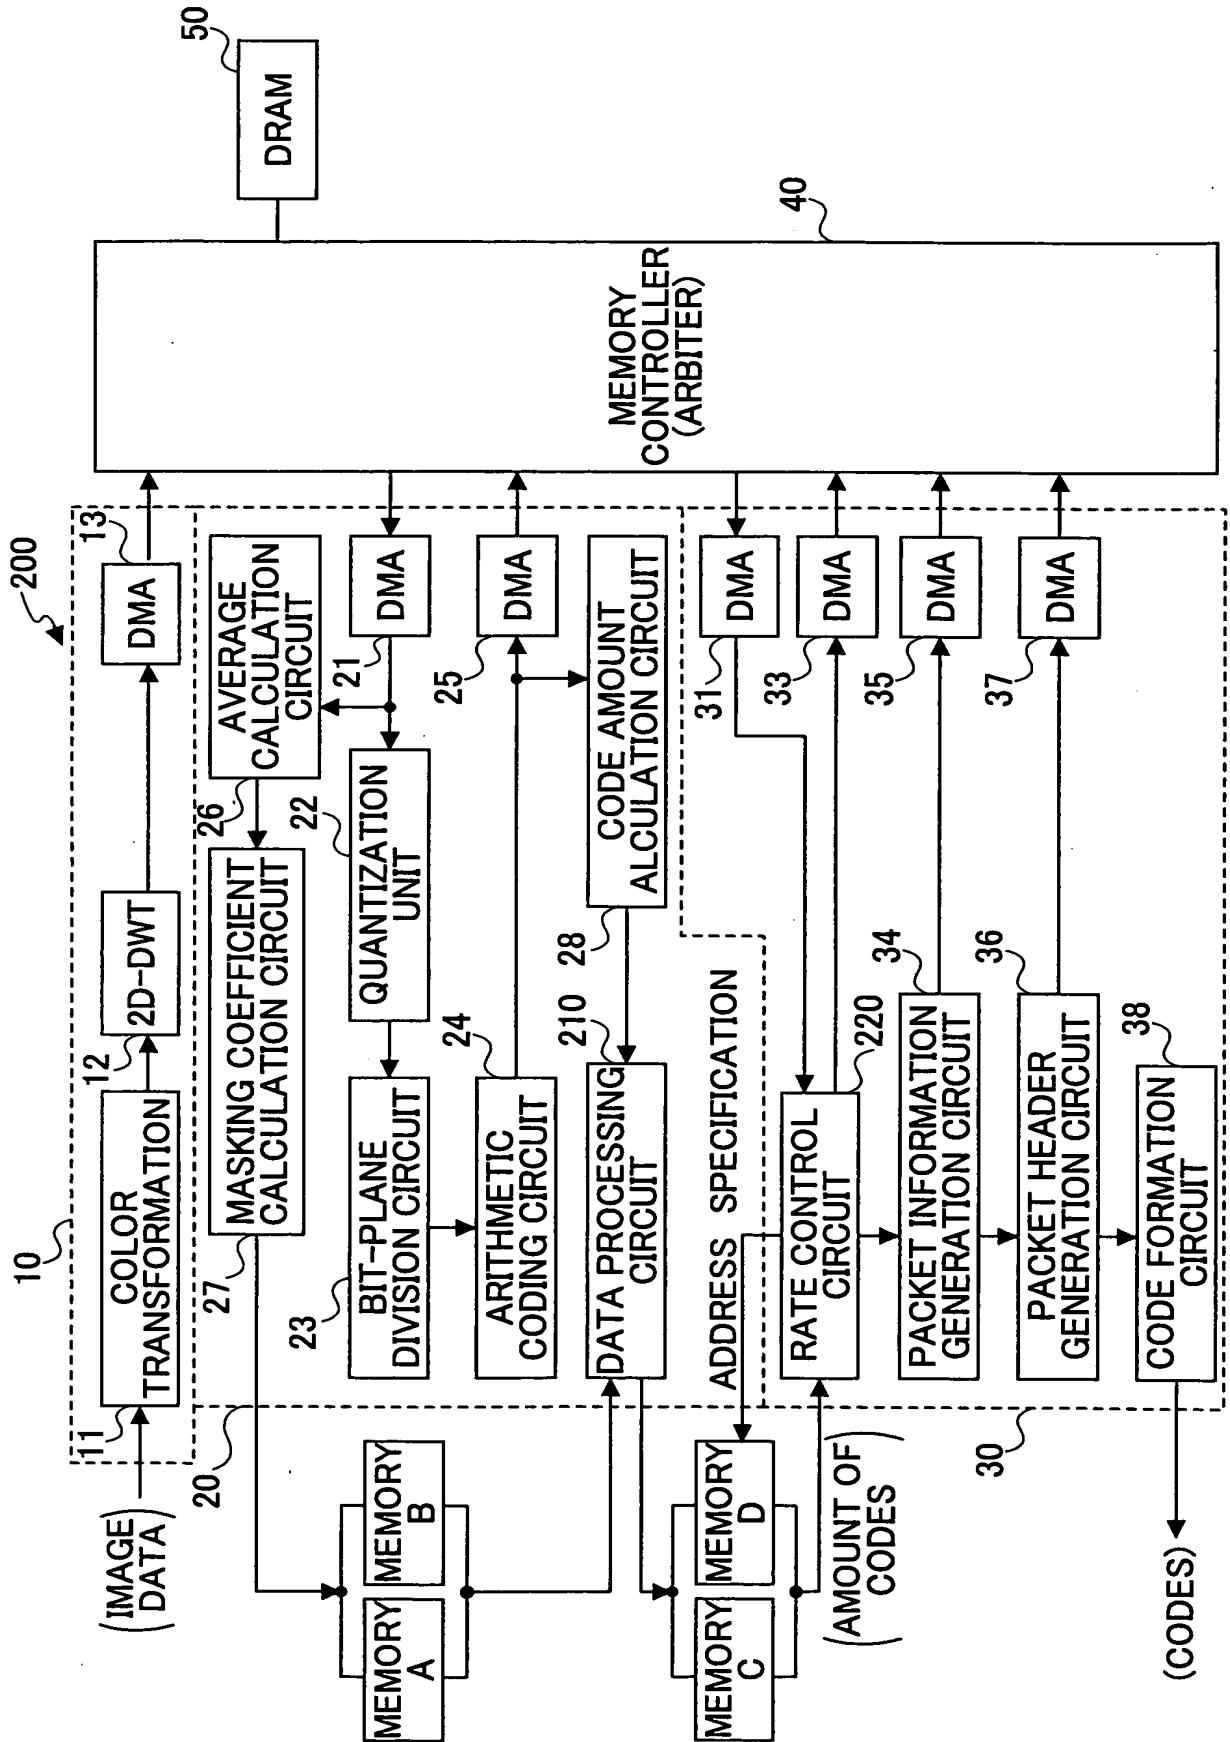 200
10
11
COLOR
TRANSFORMATION
12
2D-DWT
13
DMA
(IMAGE
DATA)
20
26
AVERAGE
CALCULATION
CIRCUIT
27
MASKING COEFFICIENT
CALCULATION CIRCUIT
21
DMA
22
QUANTIZATION
UNIT
23
BIT-PLANE
DIVISION CIRCUIT
24
ARITHMETIC
CODING CIRCUIT
25
DMA
28
CODE AMOUNT
ALCULATION CIRCUIT
210
DATA PROCESSING
CIRCUIT
MEMORY
A
MEMORY
B
MEMORY
C
MEMORY
D
ADDRESS SPECIFICATION
(AMOUNT OF
CODES)
30
31
DMA
220
RATE CONTROL
CIRCUIT
33
DMA
34
PACKET INFORMATION
GENERATION CIRCUIT
35
DMA
36
PACKET HEADER
GENERATION CIRCUIT
37
DMA
38
CODE FORMATION
CIRCUIT
(CODES)
40
MEMORY
CONTROLLER
(ARBITER)
50
DRAM